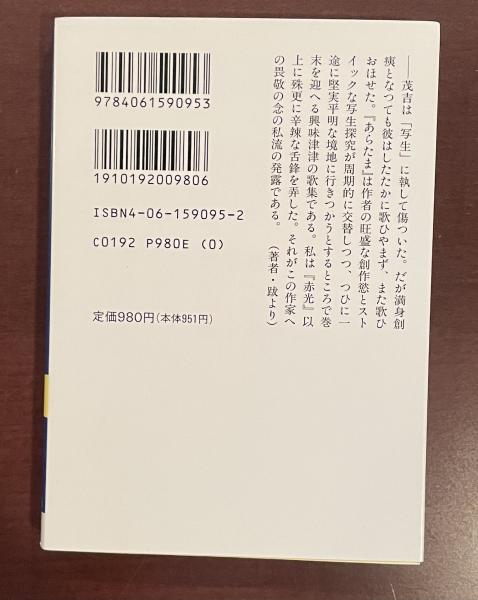 ——茂吉は「写生」に執して傷ついた。だが満身創
痍となつても彼はしたたかに歌ひやまず、また歌ひ
おほせた。『あらたま』は作者の旺盛な創作慾とスト
イックな写生探究が周期的に交替しつつ、つひに一
途に堅実平明な境地に行きつかうとするところで巻
末を迎へる興味津津の歌集である。私は『赤光』以
上に殊更に辛辣な舌鋒を弄した。それがこの作家へ
の畏敬の念の私流の発露である。
（著者・跋より）
9784061590953
1910192009806
ISBN4-06-159095-2
C0192 P980E (0)
定価980円（本体951円）